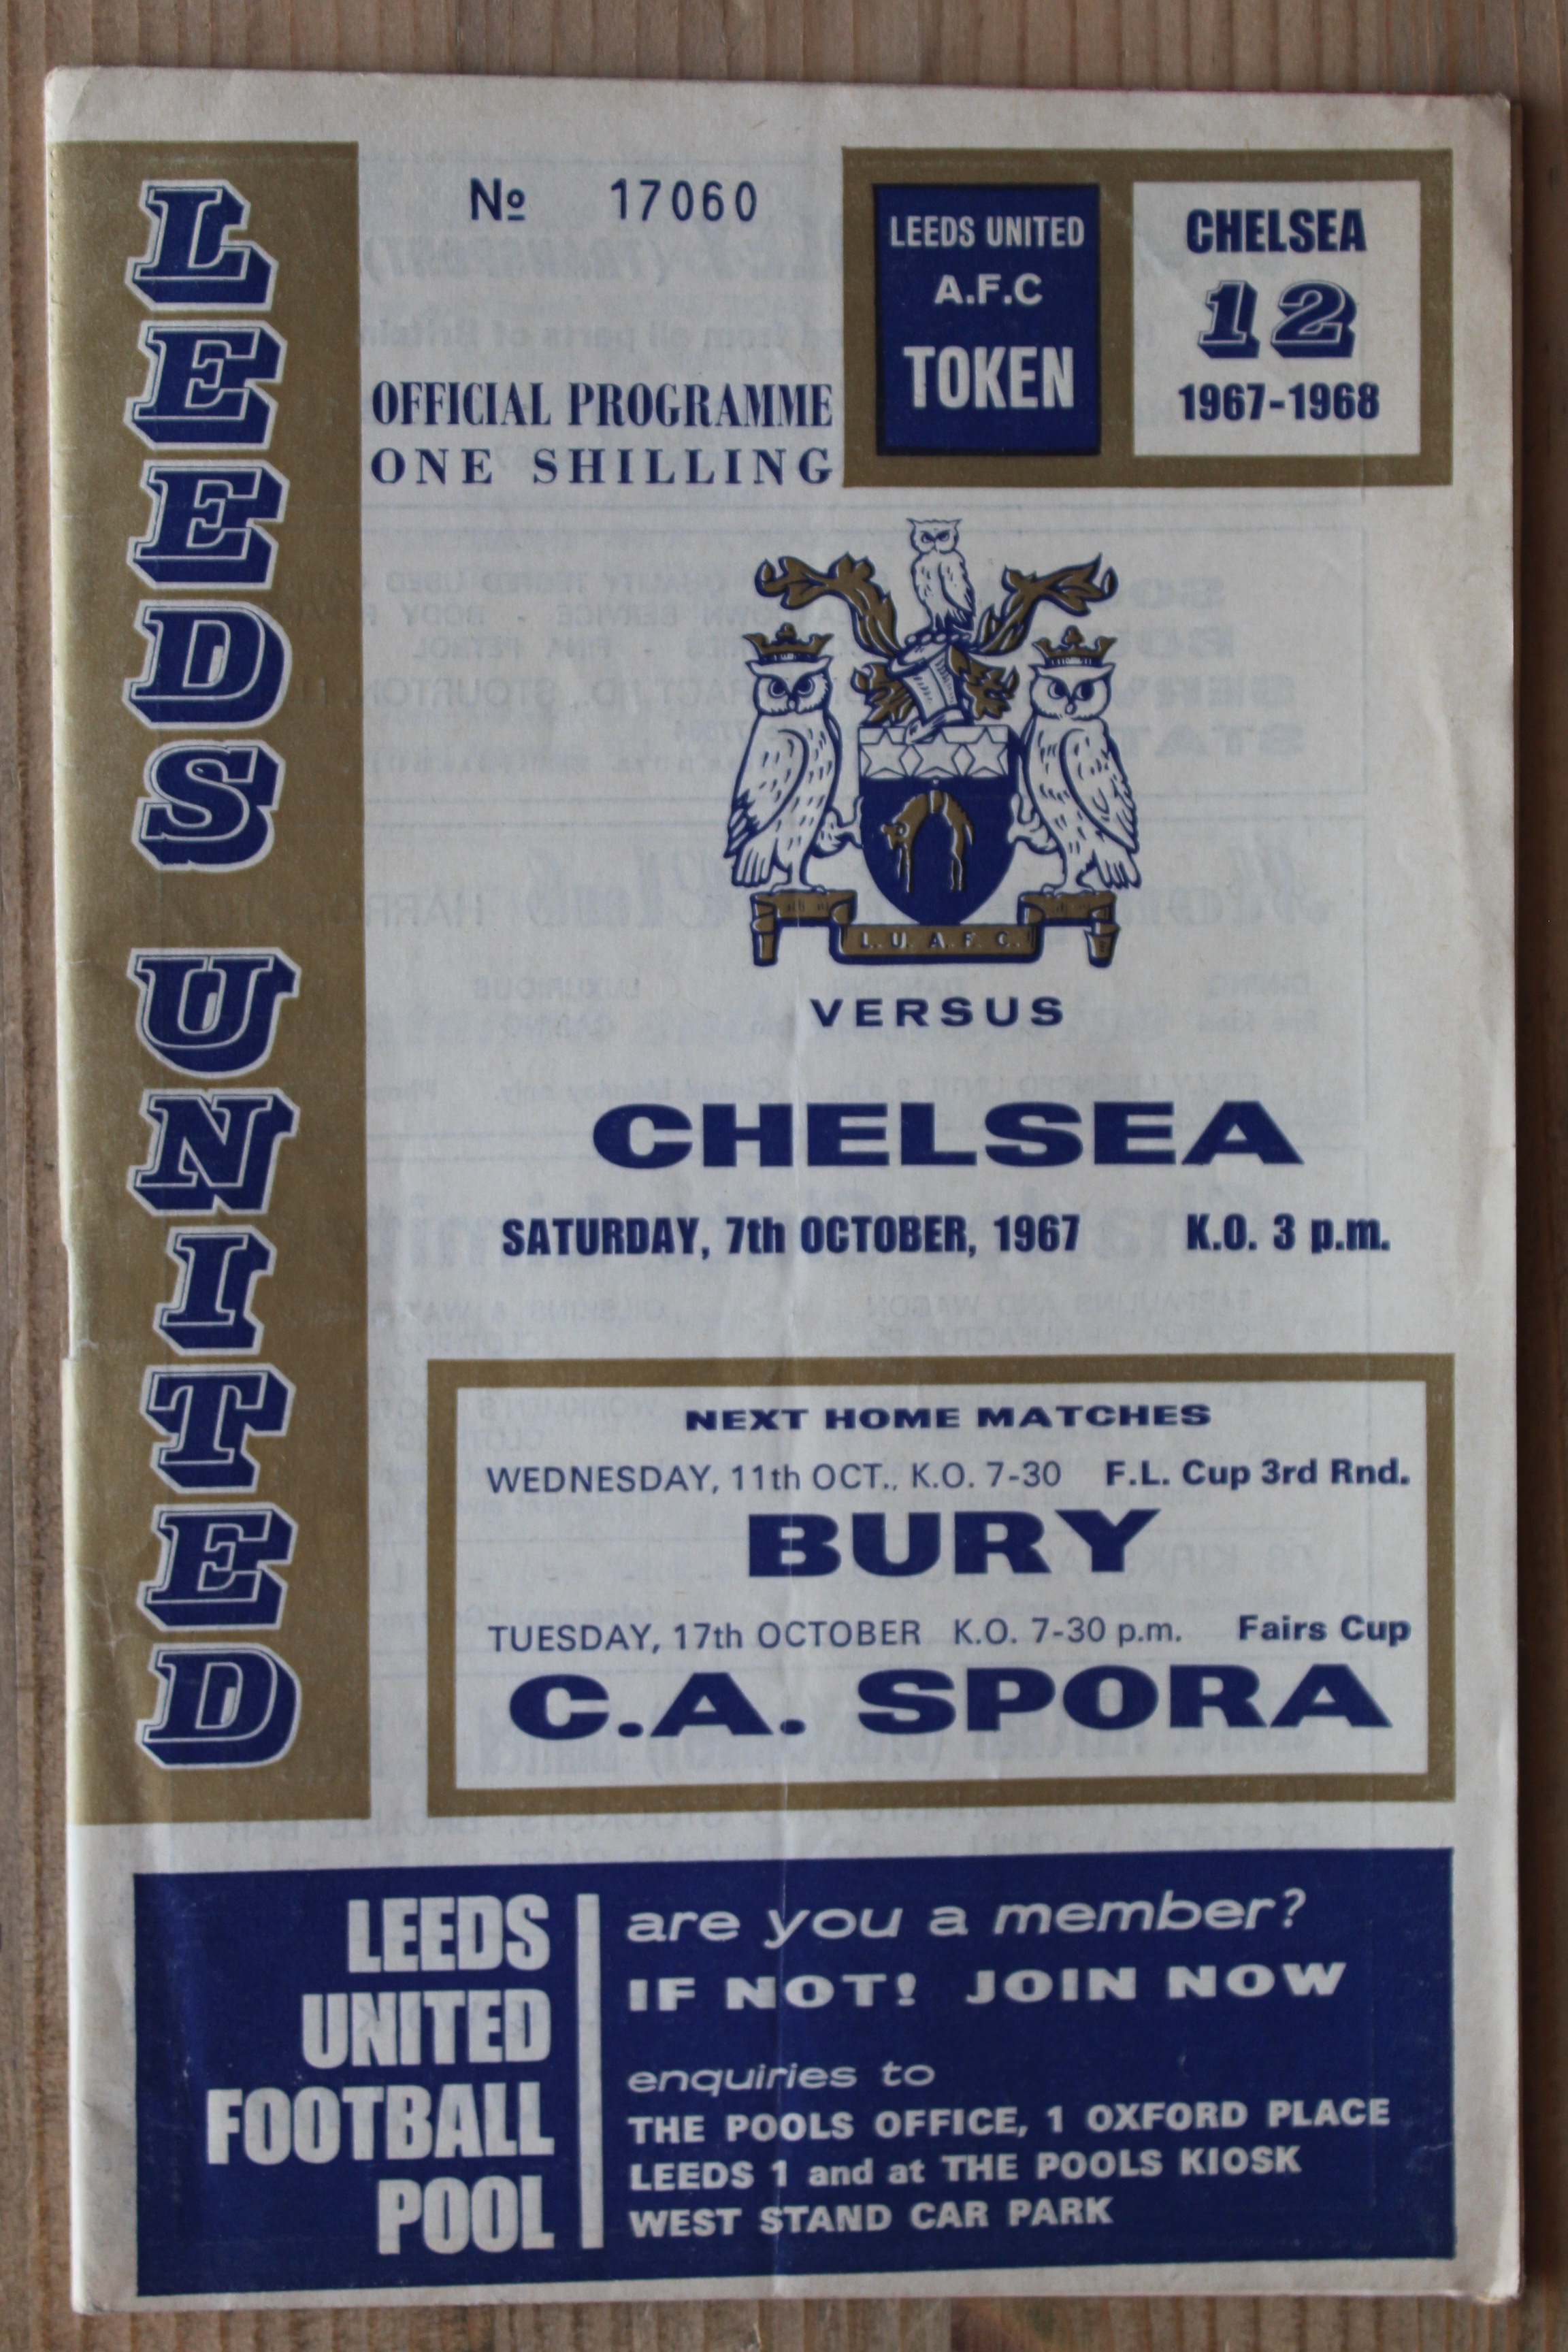 LEEDS UNITED
Nº 17060
OFFICIAL PROGRAMME
ONE SHILLING
LEEDS UNITED
A.F.C
TOKEN
CHELSEA
12
1967-1968
L. U. A. F. C.
VERSUS
CHELSEA
SATURDAY, 7th OCTOBER, 1967 K.O. 3 p.m.
NEXT HOME MATCHES
WEDNESDAY, 11th OCT., K.O. 7-30 F.L. Cup 3rd Rnd.
BURY
TUESDAY, 17th OCTOBER K.O. 7-30 p.m. Fairs Cup
C.A. SPORA
LEEDS
UNITED
FOOTBALL
POOL
are you a member?
IF NOT! JOIN NOW
enquiries to
THE POOLS OFFICE, 1 OXFORD PLACE
LEEDS 1 and at THE POOLS KIOSK
WEST STAND CAR PARK